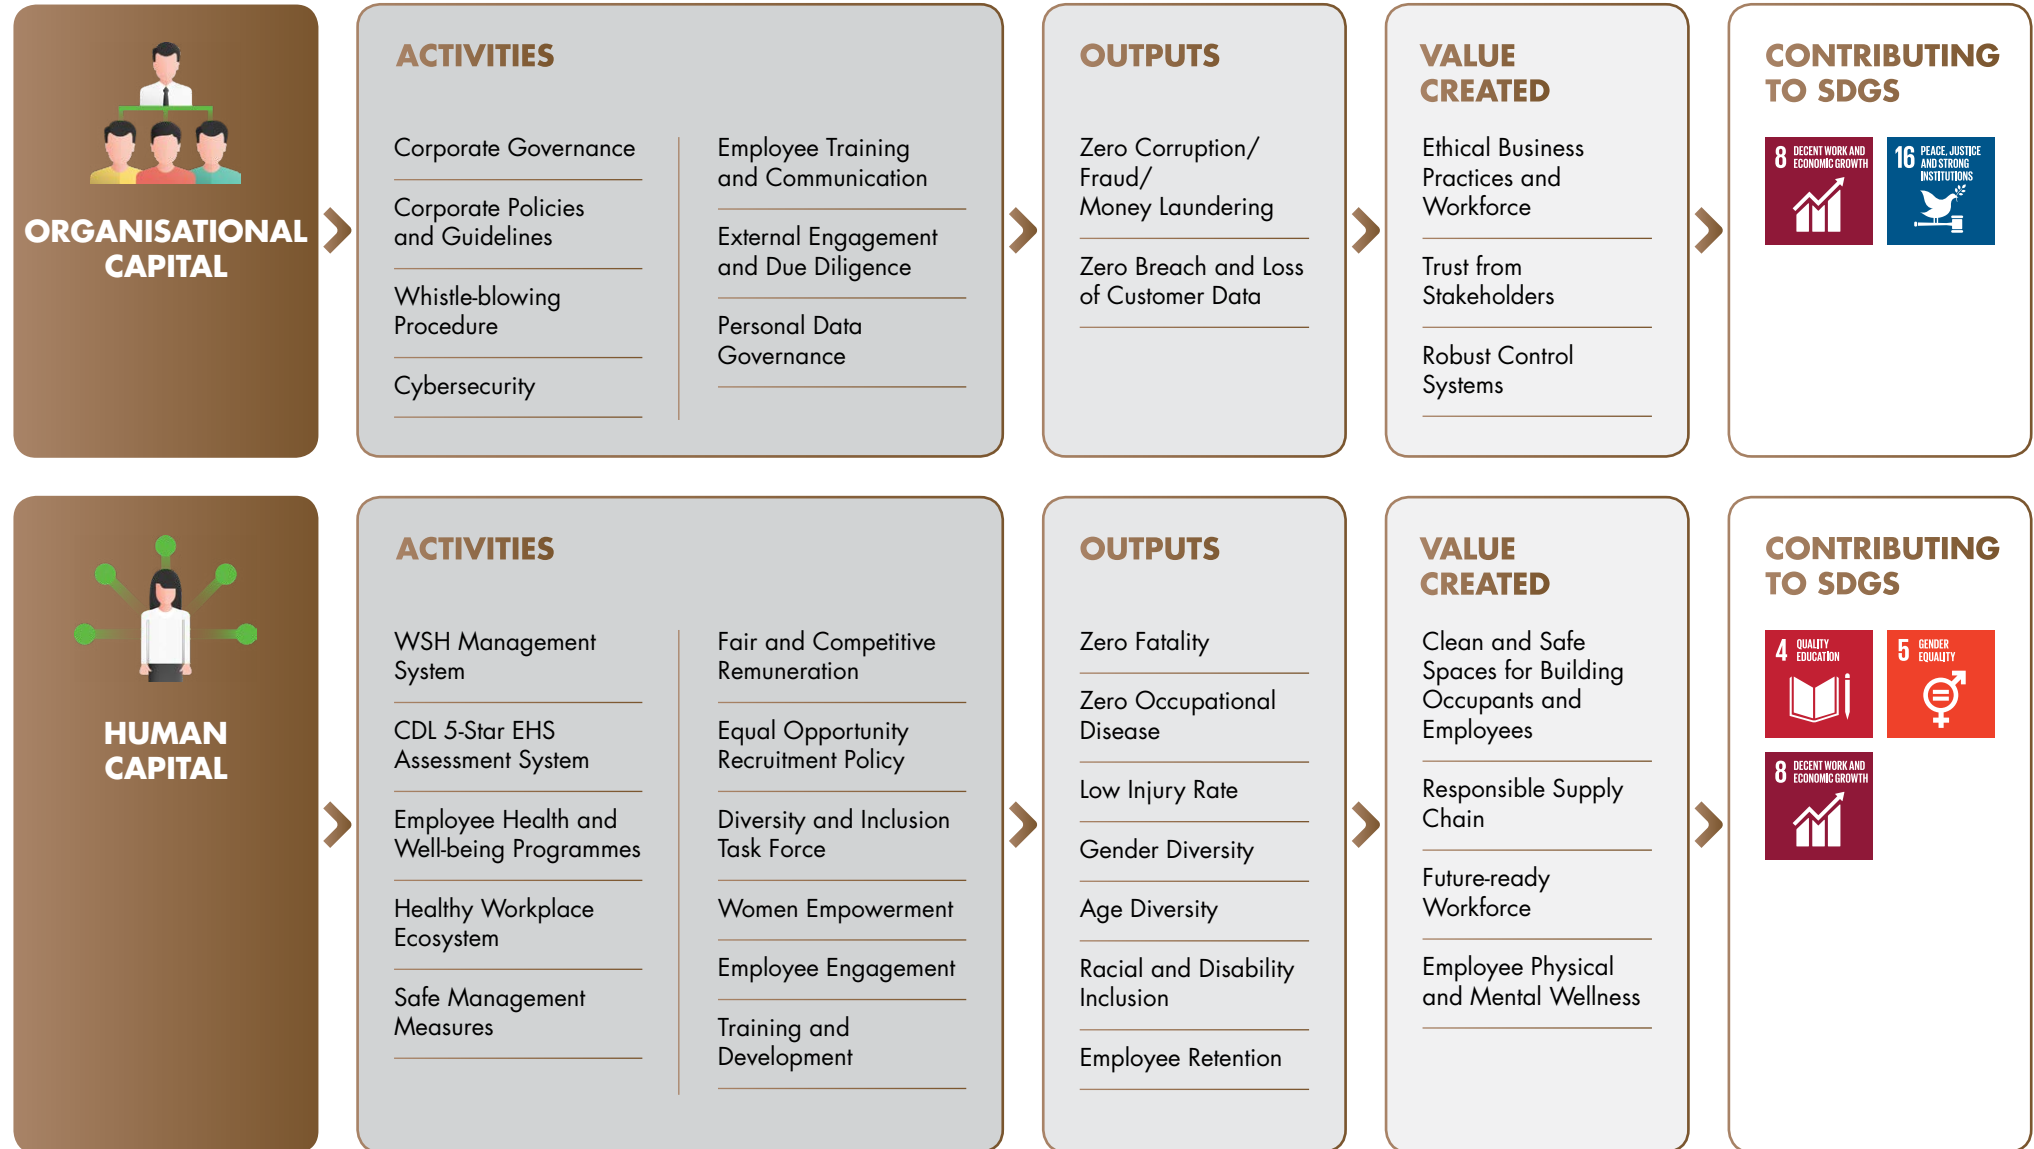 ORGANISATIONAL
CAPITAL
ACTIVITIES
Corporate Governance
Corporate Policies
and Guidelines
Whistle-blowing
Procedure
Cybersecurity
Employee Training
and Communication
External Engagement
and Due Diligence
Personal Data
Governance
OUTPUTS
Zero Corruption/
Fraud/
Money Laundering
Zero Breach and Loss
of Customer Data
VALUE
CREATED
Ethical Business
Practices and
Workforce
Trust from
Stakeholders
Robust Control
Systems
CONTRIBUTING
TO SDGS
8 DECENT WORK AND
ECONOMIC GROWTH
16 PEACE, JUSTICE
AND STRONG
INSTITUTIONS
HUMAN
CAPITAL
ACTIVITIES
WSH Management
System
CDL 5-Star EHS
Assessment System
Employee Health and
Well-being Programmes
Healthy Workplace
Ecosystem
Safe Management
Measures
Fair and Competitive
Remuneration
Equal Opportunity
Recruitment Policy
Diversity and Inclusion
Task Force
Women Empowerment
Employee Engagement
Training and
Development
OUTPUTS
Zero Fatality
Zero Occupational
Disease
Low Injury Rate
Gender Diversity
Age Diversity
Racial and Disability
Inclusion
Employee Retention
VALUE
CREATED
Clean and Safe
Spaces for Building
Occupants and
Employees
Responsible Supply
Chain
Future-ready
Workforce
Employee Physical
and Mental Wellness
CONTRIBUTING
TO SDGS
4 QUALITY
EDUCATION
5 GENDER
EQUALITY
8 DECENT WORK AND
ECONOMIC GROWTH